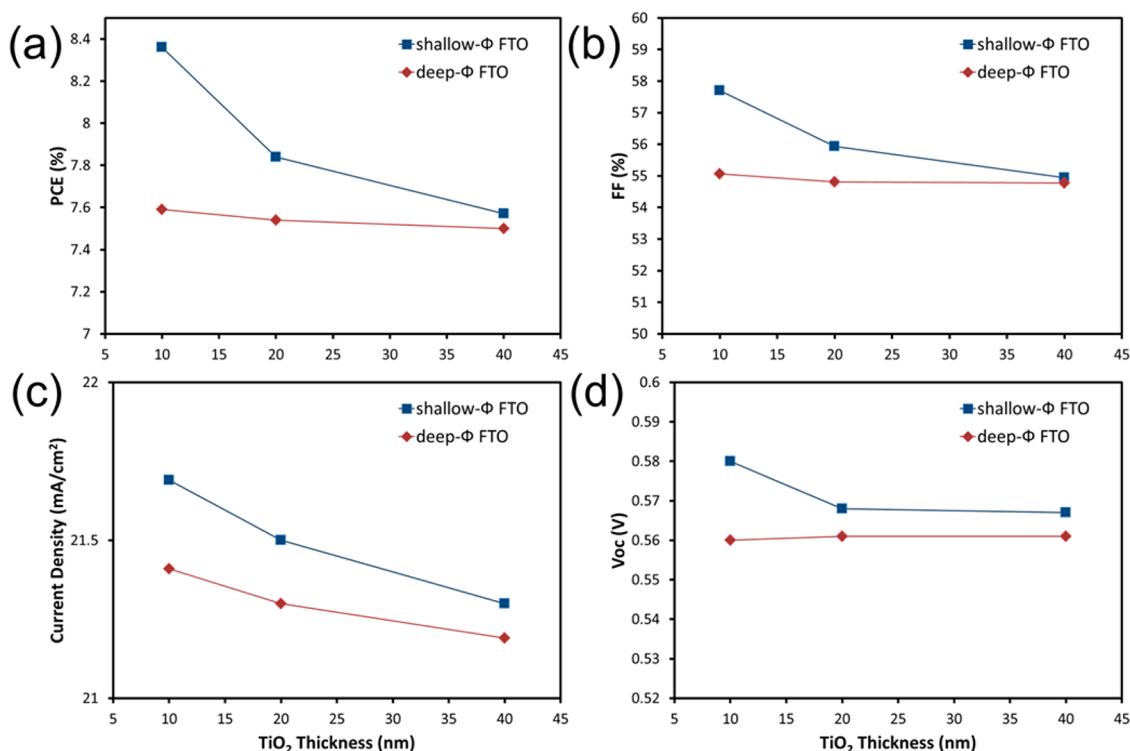 (a)
shallow-Φ FTO
deep-Φ FTO
PCE (%)
8.4
8.2
8
7.8
7.6
7.4
7.2
7
5 10 15 20 25 30 35 40 45
(b)
shallow-Φ FTO
deep-Φ FTO
FF (%)
60
59
58
57
56
55
54
53
52
51
50
5 10 15 20 25 30 35 40 45
(c)
shallow-Φ FTO
deep-Φ FTO
Current Density (mA/cm²)
22
21.5
21
5 10 15 20 25 30 35 40 45
TiO₂ Thickness (nm)
(d)
shallow-Φ FTO
deep-Φ FTO
Voc (V)
0.6
0.59
0.58
0.57
0.56
0.55
0.54
0.53
0.52
5 10 15 20 25 30 35 40 45
TiO₂ Thickness (nm)